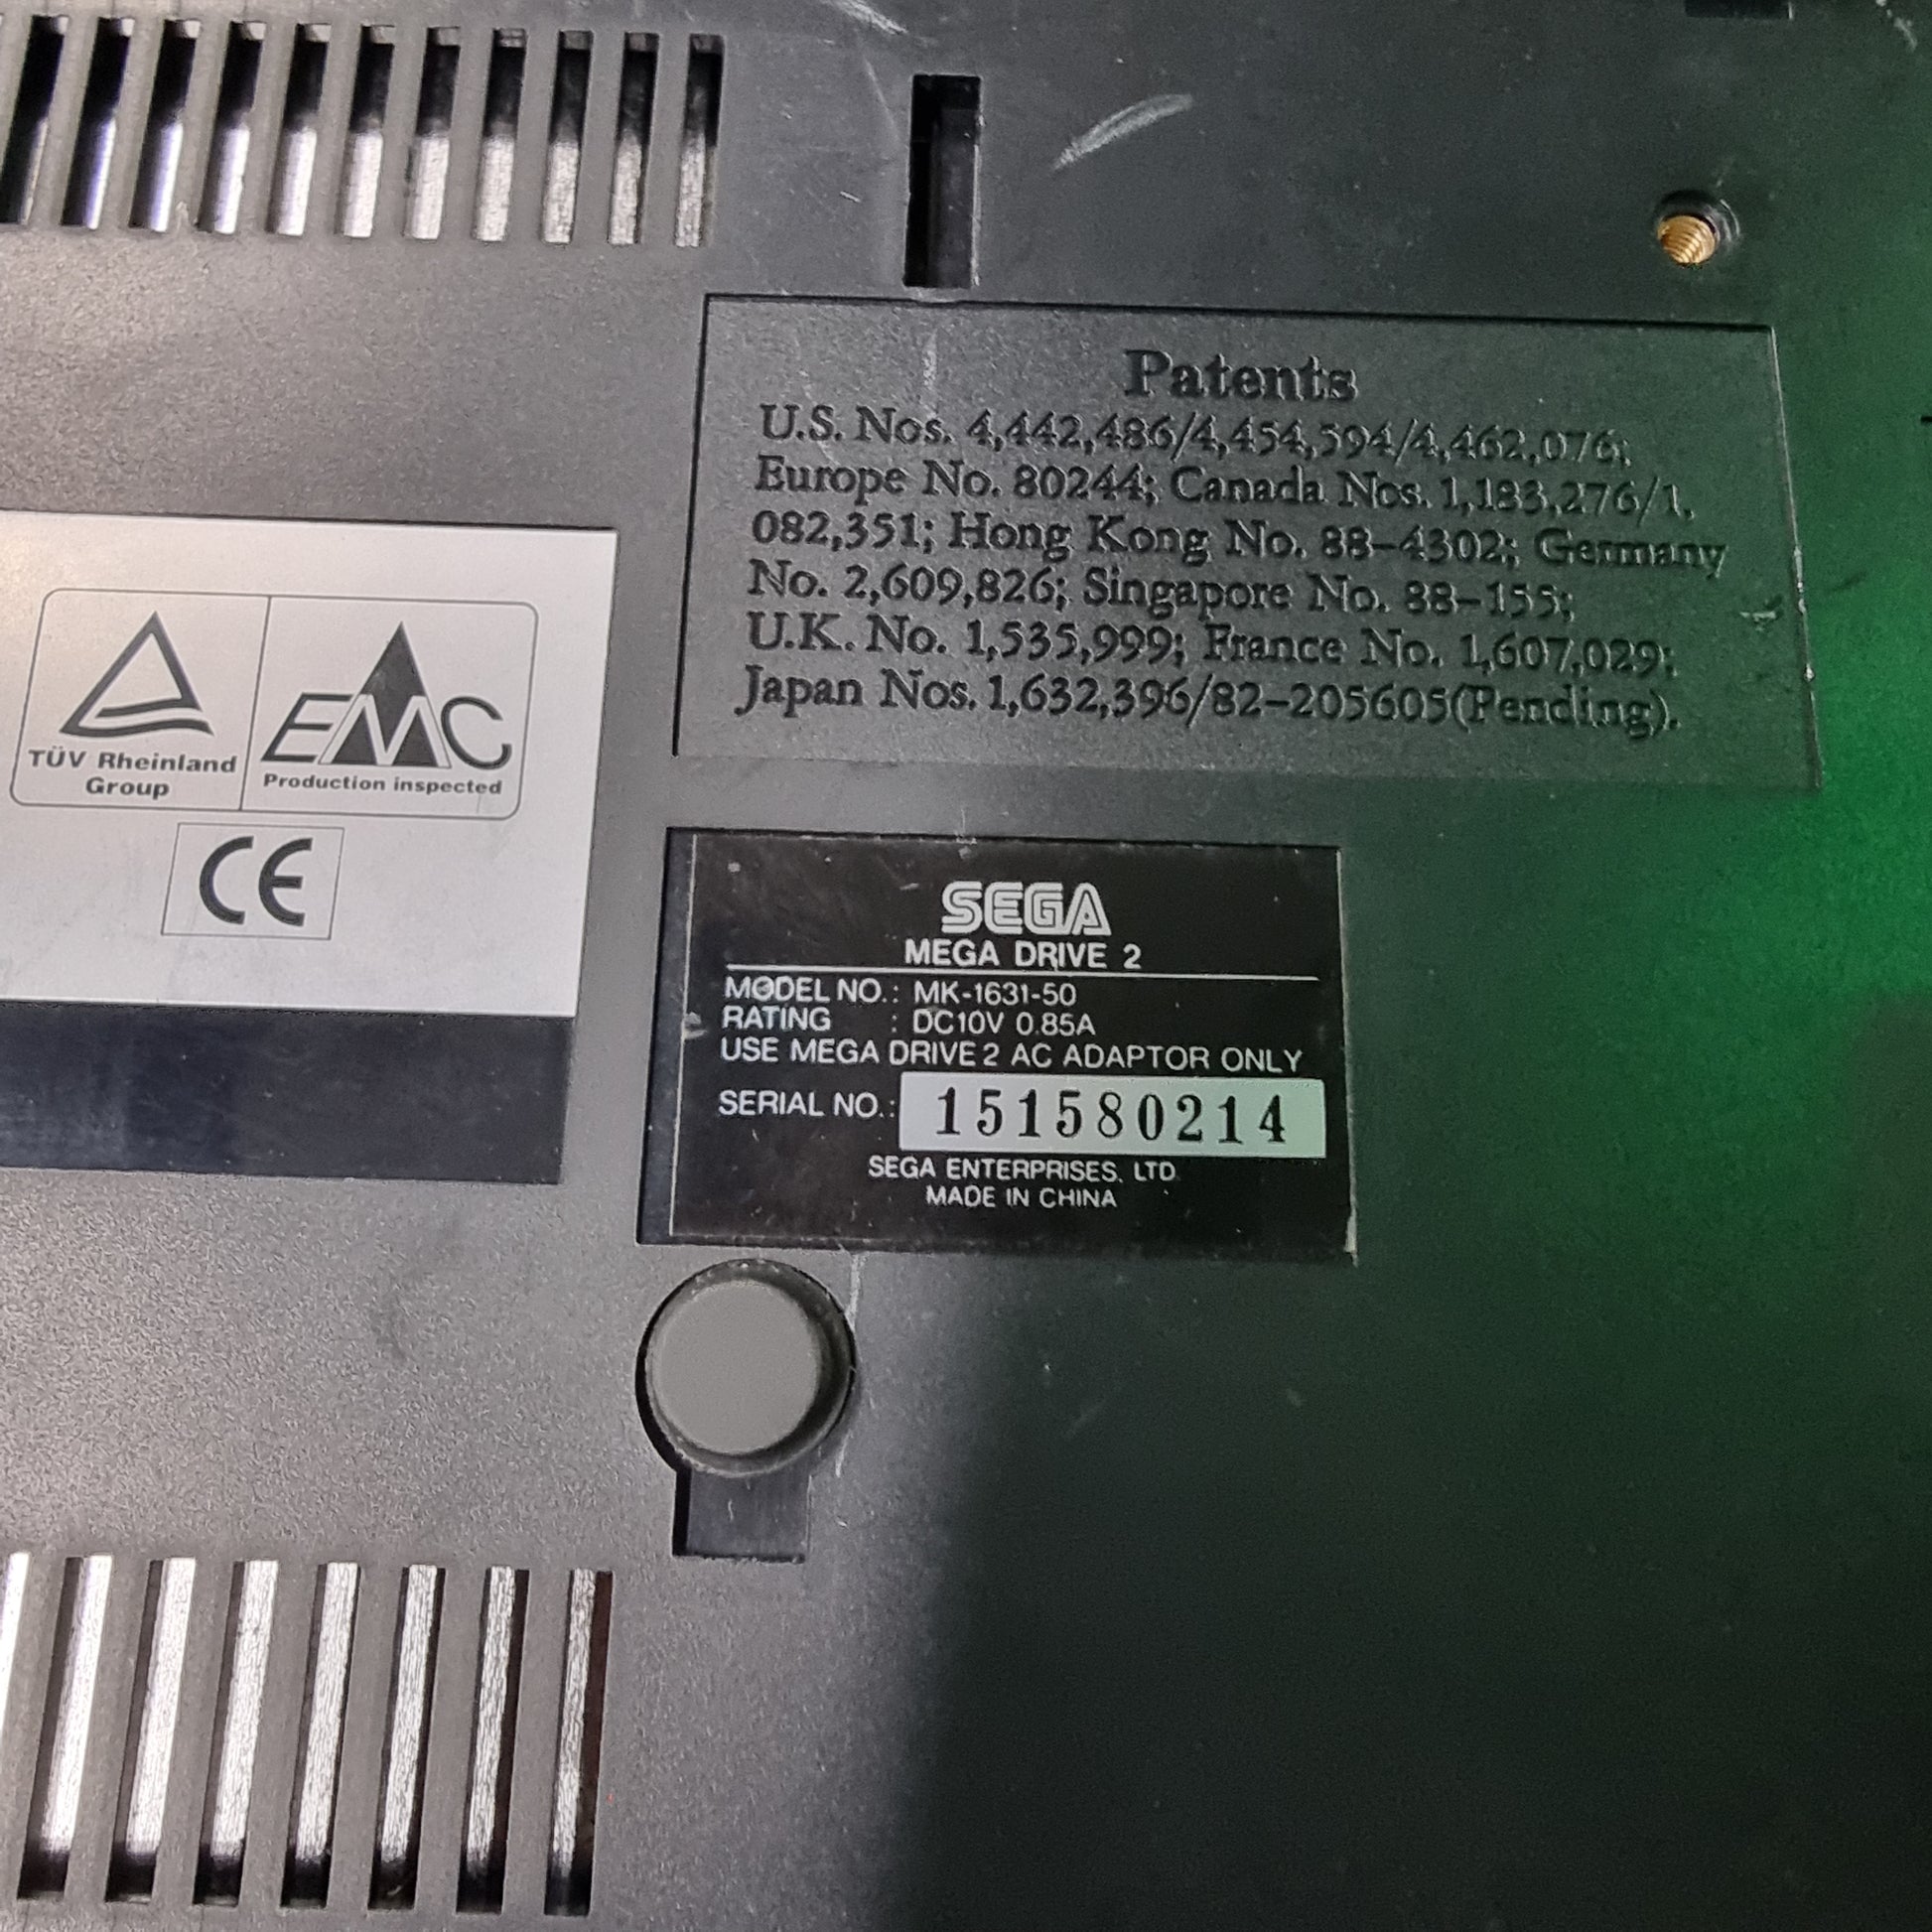 Patents
U.S. Nos. 4,442,486/4,454,594/4,462,076;
Europe No. 80244; Canada Nos. 1,183,276/1,
082,351; Hong Kong No. 88-4302; Germany
No. 2,609,826; Singapore No. 88-155;
U.K. No. 1,535,999; France No. 1,607,029;
Japan Nos. 1,632,396/82-205605(Pending).
TÜV Rheinland
Group
EMC
Production inspected
CE
SEGA
MEGA DRIVE 2
MODEL NO.: MK-1631-50
RATING : DC10V 0.85A
USE MEGA DRIVE 2 AC ADAPTOR ONLY
SERIAL NO.: 151580214
SEGA ENTERPRISES, LTD.
MADE IN CHINA